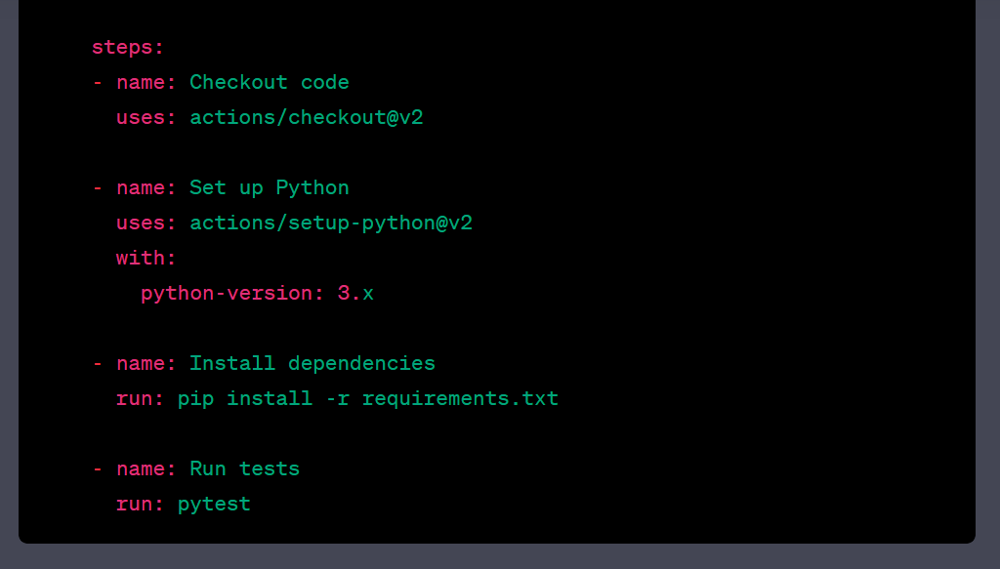 steps:
- name: Checkout code
uses: actions/checkout@v2
- name: Set up Python
uses: actions/setup-python@v2
with:
python-version: 3.x
- name: Install dependencies
run: pip install -r requirements.txt
- name: Run tests
run: pytest